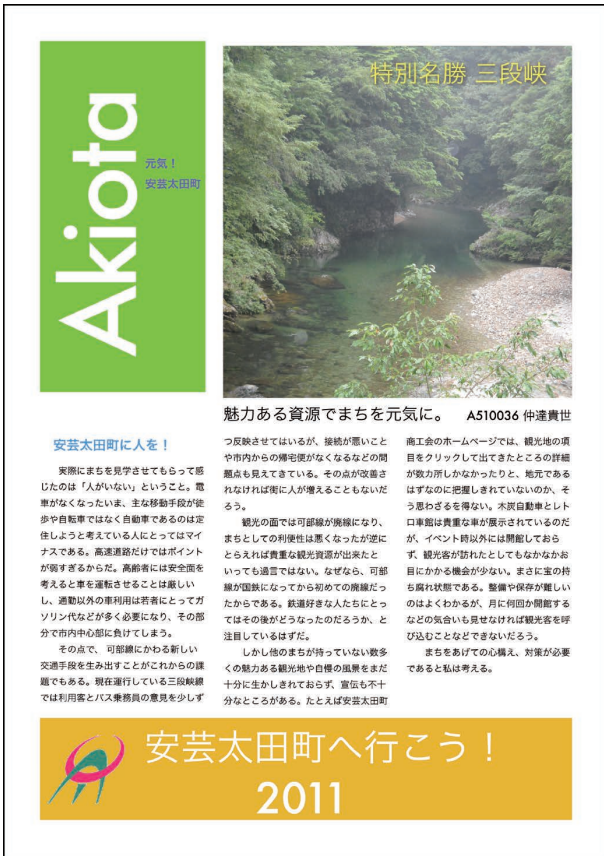 Akiota
元気！
安芸太田町
特別名勝 三段峡
魅力ある資源でまちを元気に。 A510036 仲達貴世
安芸太田町に人を！
実際にまちを見学させてもらって感
じたのは「人がいない」ということ。電
車がなくなったいま、主な移動手段が徒
歩や自転車ではなく自動車であるのは定
住しようと考えている人にとってはマイ
ナスである。高速道路だけではポイント
が弱すぎるからだ。高齢者には安全面を
考えると車を運転させることは厳しい
し、通勤以外の車利用は若者にとってガ
ソリン代などが多く必要になり、その部
分で市内中心部に負けてしまう。
その点で、 可部線にかわる新しい
交通手段を生み出すことがこれからの課
題でもある。現在運行している三段峡線
では利用客とバス乗務員の意見を少しず
つ反映させてはいるが、接続が悪いこと
や市内からの帰宅便がなくなるなどの問
題点も見えてきている。その点が改善さ
れなければ街に人が増えることもないだ
ろう。
観光の面では可部線が廃線になり、
まちとしての利便性は悪くなったが逆に
とらえれば貴重な観光資源が出来たと
いっても過言ではない。なぜなら、可部
線が国鉄になってから初めての廃線だっ
たからである。鉄道好きな人たちにとっ
てはその後がどうなったのだろうか、と
注目しているはずだ。
しかし他のまちが持っていない数多
くの魅力ある観光地や自慢の風景をまだ
十分に生かしきれておらず、宣伝も不十
分なところがある。たとえば安芸太田町
商工会のホームページでは、観光地の項
目をクリックして出てきたところの詳細
が数カ所しかなかったりと、地元である
はずなのに把握しきれていないのか、そ
う思わざるを得ない。木炭自動車とレト
ロ車館は貴重な車が展示されているのだ
が、イベント時以外には開館しておら
ず、観光客が訪れたとしてもなかなかお
目にかかる機会が少ない。まさに宝の持
ち腐れ状態である。整備や保存が難しい
のはよくわかるが、月に何回か開館する
などの気合いも見せなければ観光客を呼
び込むことなどできないだろう。
まちをあげての心構え、対策が必要
であると私は考える。
安芸太田町へ行こう！
2011